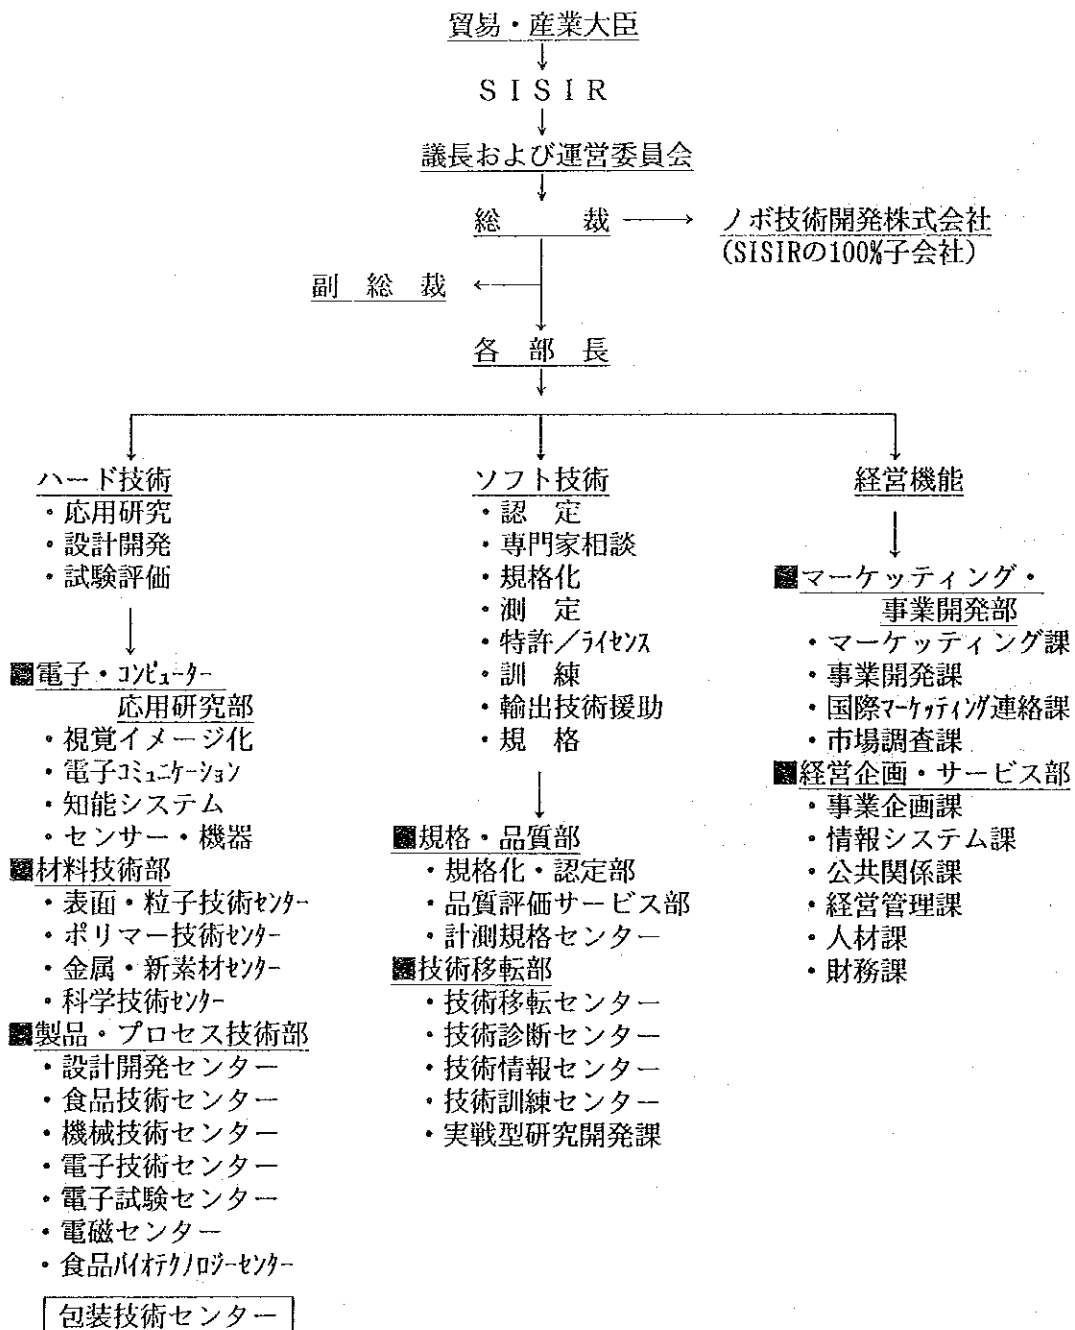 貿易・産業大臣
SISIR
議長および運営委員会
総　　裁
ノボ技術開発株式会社
(SISIRの100%子会社)
副　総　裁
各　部　長
ハード技術
・応用研究
・設計開発
・試験評価
■電子・コンピューター
応用研究部
・視覚イメージ化
・電子コミュニケーション
・知能システム
・センサー・機器
■材料技術部
・表面・粒子技術センター
・ポリマー技術センター
・金属・新素材センター
・科学技術センター
■製品・プロセス技術部
・設計開発センター
・食品技術センター
・機械技術センター
・電子技術センター
・電子試験センター
・電磁センター
・食品バイオテクノロジーセンター
包装技術センター
ソフト技術
・認　定
・専門家相談
・規格化
・測　定
・特許／ライセンス
・訓　練
・輸出技術援助
・規　格
■規格・品質部
・規格化・認定部
・品質評価サービス部
・計測規格センター
■技術移転部
・技術移転センター
・技術診断センター
・技術情報センター
・技術訓練センター
・実戦型研究開発課
経営機能
■マーケッティング・
事業開発部
・マーケッティング課
・事業開発課
・国際マーケッティング連絡課
・市場調査課
■経営企画・サービス部
・事業企画課
・情報システム課
・公共関係課
・経営管理課
・人材課
・財務課